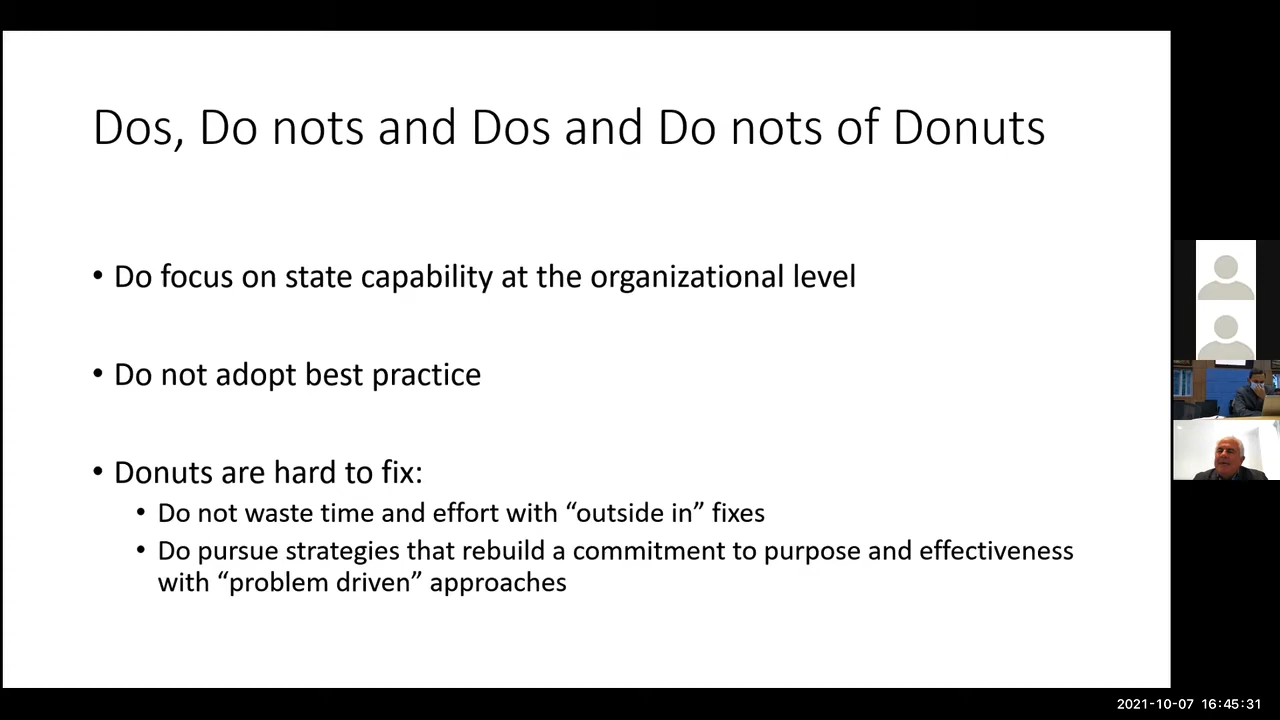 Dos, Do nots and Dos and Do nots of Donuts
• Do focus on state capability at the organizational level
• Do not adopt best practice
• Donuts are hard to fix:
• Do not waste time and effort with “outside in” fixes
• Do pursue strategies that rebuild a commitment to purpose and effectiveness
with “problem driven” approaches
2021-10-07 16:45:31